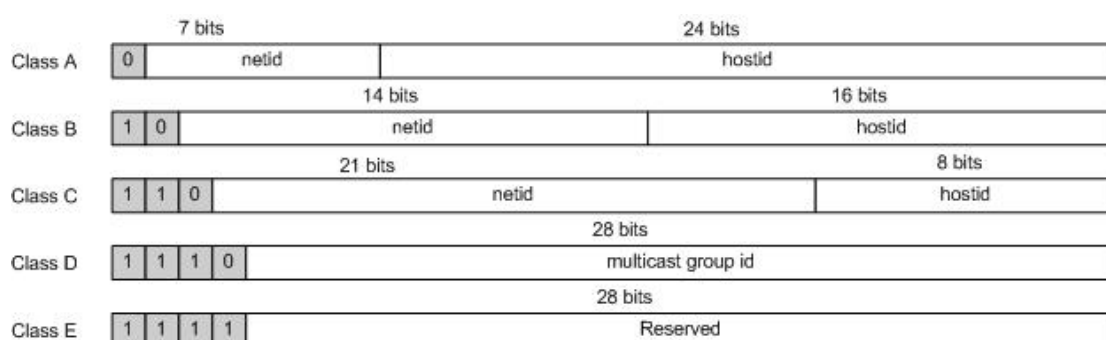 7 bits 24 bits
Class A 0 netid hostid
14 bits 16 bits
Class B 1 0 netid hostid
21 bits 8 bits
Class C 1 1 0 netid hostid
28 bits
Class D 1 1 1 0 multicast group id
28 bits
Class E 1 1 1 1 Reserved